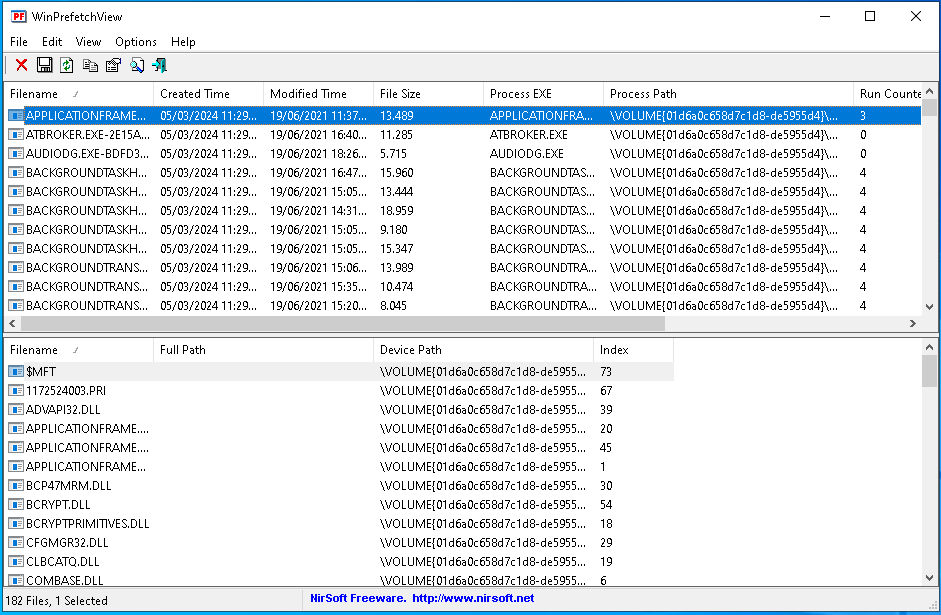 WinPrefetchView
File Edit View Options Help
Filename Created Time Modified Time File Size Process EXE Process Path Run Counte
APPLICATIONFRAME... 05/03/2024 11:29... 19/06/2021 11:37... 13.489 APPLICATIONFRA... \VOLUME{01d6a0c658d7c1d8-de5955d4}\... 3
ATBROKER.EXE-2E15A... 05/03/2024 11:29... 19/06/2021 16:40... 11.285 ATBROKER.EXE \VOLUME{01d6a0c658d7c1d8-de5955d4}\... 0
AUDIODG.EXE-BDFD3... 05/03/2024 11:29... 19/06/2021 18:26... 5.715 AUDIODG.EXE \VOLUME{01d6a0c658d7c1d8-de5955d4}\... 0
BACKGROUNDTASKH... 05/03/2024 11:29... 19/06/2021 16:47... 15.960 BACKGROUNDTAS... \VOLUME{01d6a0c658d7c1d8-de5955d4}\... 4
BACKGROUNDTASKH... 05/03/2024 11:29... 19/06/2021 15:05... 13.444 BACKGROUNDTAS... \VOLUME{01d6a0c658d7c1d8-de5955d4}\... 4
BACKGROUNDTASKH... 05/03/2024 11:29... 19/06/2021 14:31... 18.959 BACKGROUNDTAS... \VOLUME{01d6a0c658d7c1d8-de5955d4}\... 4
BACKGROUNDTASKH... 05/03/2024 11:29... 19/06/2021 15:05... 9.180 BACKGROUNDTAS... \VOLUME{01d6a0c658d7c1d8-de5955d4}\... 4
BACKGROUNDTASKH... 05/03/2024 11:29... 19/06/2021 15:05... 15.347 BACKGROUNDTAS... \VOLUME{01d6a0c658d7c1d8-de5955d4}\... 4
BACKGROUNDTRANS... 05/03/2024 11:29... 19/06/2021 15:06... 13.989 BACKGROUNDTRA... \VOLUME{01d6a0c658d7c1d8-de5955d4}\... 4
BACKGROUNDTRANS... 05/03/2024 11:29... 19/06/2021 15:35... 10.474 BACKGROUNDTRA... \VOLUME{01d6a0c658d7c1d8-de5955d4}\... 4
BACKGROUNDTRANS... 05/03/2024 11:29... 19/06/2021 15:20... 8.045 BACKGROUNDTRA... \VOLUME{01d6a0c658d7c1d8-de5955d4}\... 4
Filename Full Path Device Path Index
$MFT \VOLUME{01d6a0c658d7c1d8-de5955... 73
1172524003.PRI \VOLUME{01d6a0c658d7c1d8-de5955... 67
ADVAPI32.DLL \VOLUME{01d6a0c658d7c1d8-de5955... 39
APPLICATIONFRAME.... \VOLUME{01d6a0c658d7c1d8-de5955... 20
APPLICATIONFRAME... \VOLUME{01d6a0c658d7c1d8-de5955... 45
APPLICATIONFRAME... \VOLUME{01d6a0c658d7c1d8-de5955... 1
BCP47MRM.DLL \VOLUME{01d6a0c658d7c1d8-de5955... 30
BCRYPT.DLL \VOLUME{01d6a0c658d7c1d8-de5955... 54
BCRYPTPRIMITIVES.DLL \VOLUME{01d6a0c658d7c1d8-de5955... 18
CFGMGR32.DLL \VOLUME{01d6a0c658d7c1d8-de5955... 29
CLBCATQ.DLL \VOLUME{01d6a0c658d7c1d8-de5955... 19
COMBASE.DLL \VOLUME{01d6a0c658d7c1d8-de5955... 6
182 Files, 1 Selected NirSoft Freeware. http://www.nirsoft.net